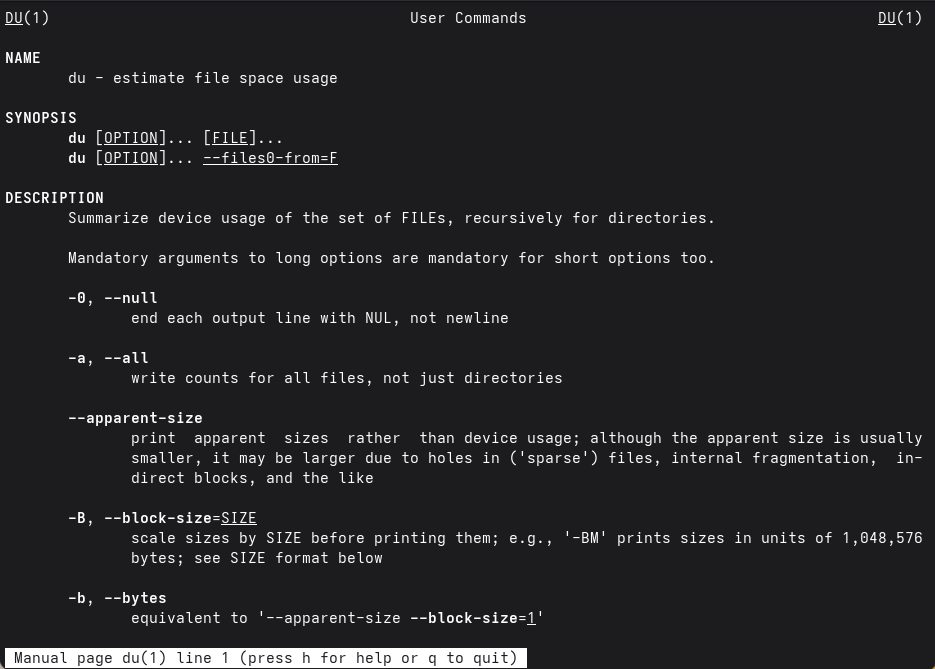 DU(1)                                        User Commands                                       DU(1)

NAME
       du - estimate file space usage

SYNOPSIS
       du [OPTION]... [FILE]...
       du [OPTION]... --files0-from=F

DESCRIPTION
       Summarize device usage of the set of FILEs, recursively for directories.

       Mandatory arguments to long options are mandatory for short options too.

       -0, --null
              end each output line with NUL, not newline

       -a, --all
              write counts for all files, not just directories

       --apparent-size
              print  apparent  sizes  rather  than device usage; although the apparent size is usually
              smaller, it may be larger due to holes in ('sparse') files, internal fragmentation,  in-
              direct blocks, and the like

       -B, --block-size=SIZE
              scale sizes by SIZE before printing them; e.g., '-BM' prints sizes in units of 1,048,576
              bytes; see SIZE format below

       -b, --bytes
              equivalent to '--apparent-size --block-size=1'

 Manual page du(1) line 1 (press h for help or q to quit)